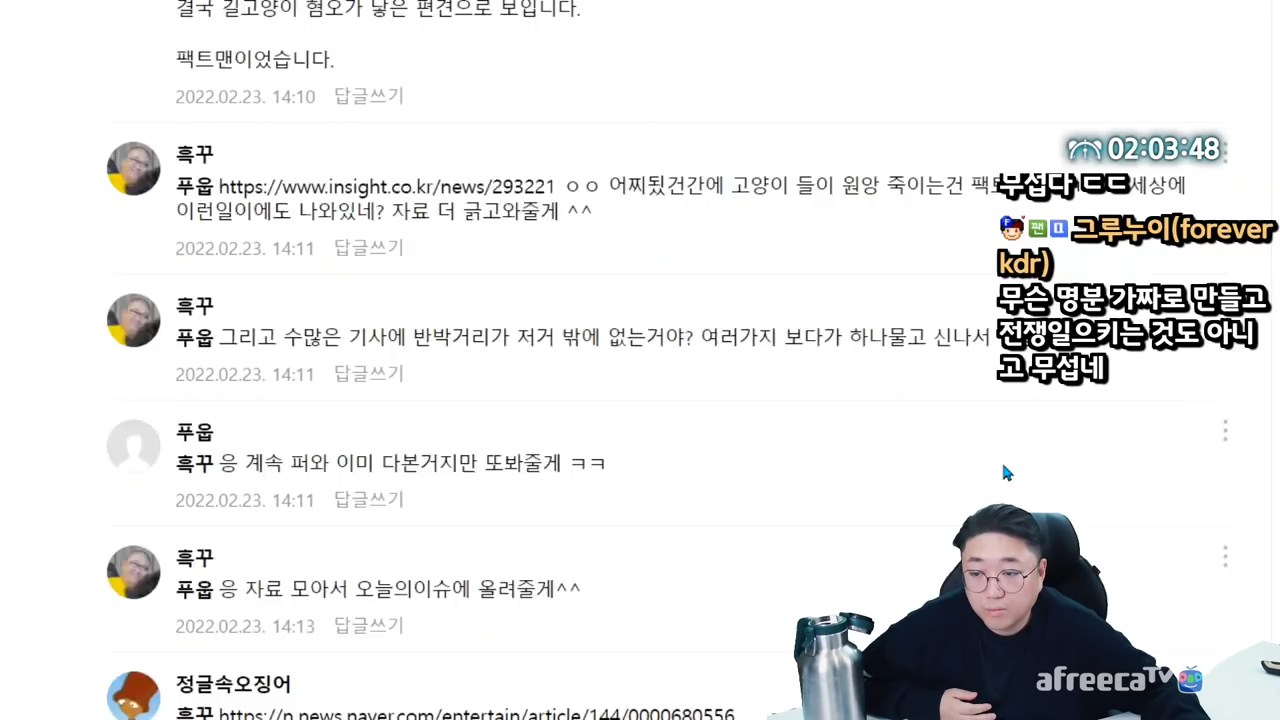 결국 길고양이 혐오가 낳은 편견으로 보입니다.
팩트맨이었습니다.
2022.02.23. 14:10 답글쓰기
흑꾸
푸웁 https://www.insight.co.kr/news/293221 ㅇㅇ 어찌됐건간에 고양이 들이 원앙 죽이는건 팩트 세상에
이런일이에도 나와있네? 자료 더 긁고와줄게 ^^
2022.02.23. 14:11 답글쓰기
흑꾸
푸웁 그리고 수많은 기사에 반박거리가 저거 밖에 없는거야? 여러가지 보다가 하나물고 신나서
2022.02.23. 14:11 답글쓰기
푸웁
흑꾸 응 계속 퍼와 이미 다본거지만 또봐줄게 ㅋㅋ
2022.02.23. 14:11 답글쓰기
흑꾸
푸웁 응 자료 모아서 오늘의이슈에 올려줄게^^
2022.02.23. 14:13 답글쓰기
정글속오징어
흑꾸 https://n.news.naver.com/entertain/article/144/0000680556
02:03:48
무섭다 ㄷㄷ
F 팬 미 그루누이(forever
kdr)
무슨 명분 가짜로 만들고
전쟁일으키는 것도 아니
고 무섭네
afreecaTV